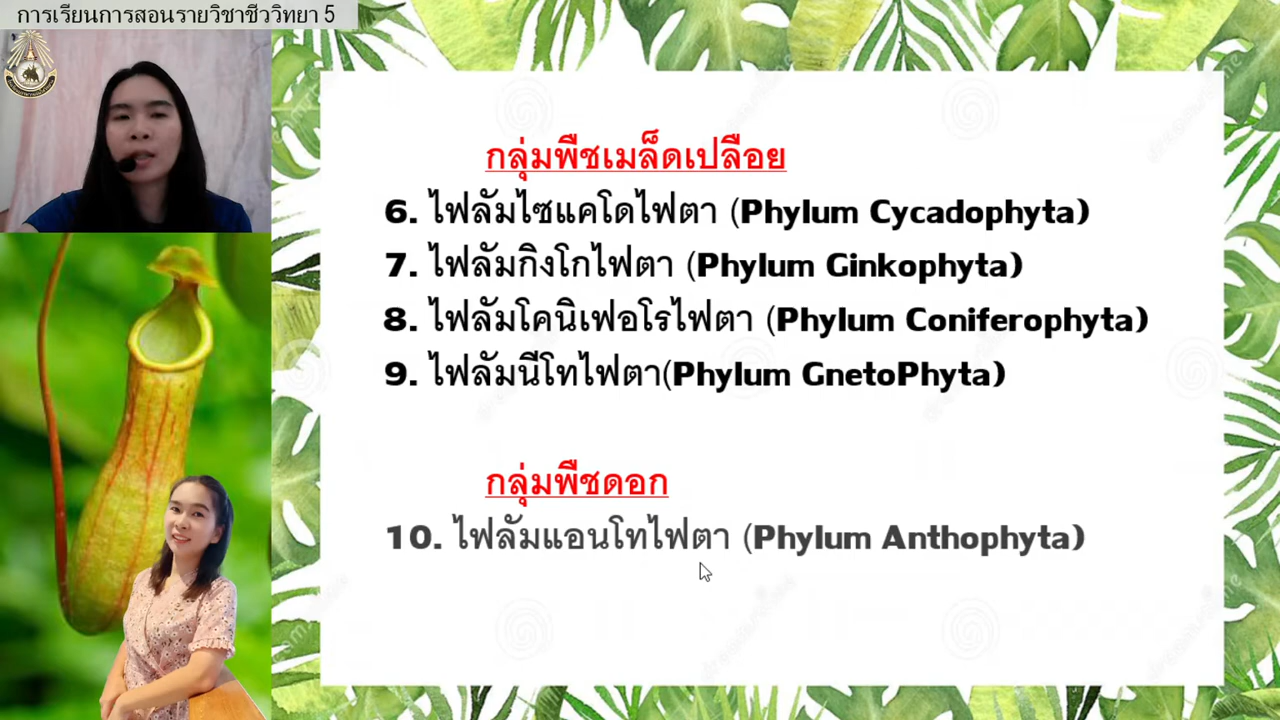 การเรียนการสอนรายวิชาชีววิทยา 5
กลุ่มพืชเมล็ดเปลือย
6. ไฟลัมไซแคโดไฟตา (Phylum Cycadophyta)
7. ไฟลัมกิงโกไฟตา (Phylum Ginkophyta)
8. ไฟลัมโคนิเฟอโรไฟตา (Phylum Coniferophyta)
9. ไฟลัมนีโทไฟตา(Phylum GnetoPhyta)
กลุ่มพืชดอก
10. ไฟลัมแอนโทไฟตา (Phylum Anthophyta)